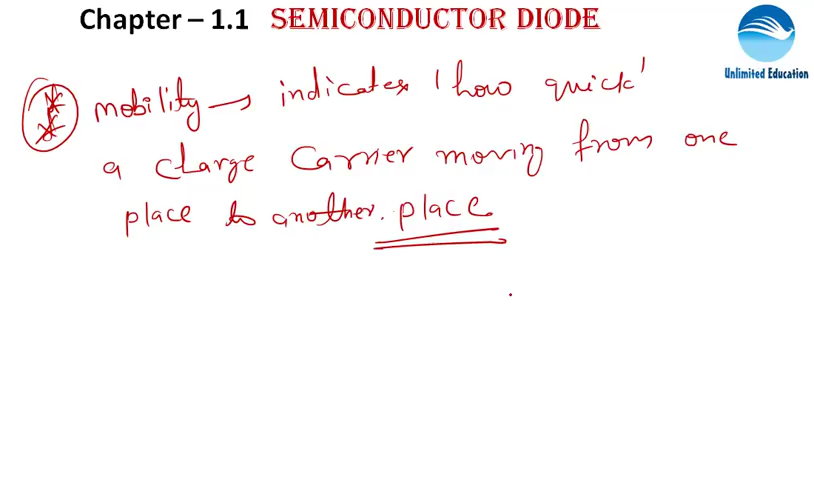 Chapter – 1.1 SEMICONDUCTOR DIODE
Unlimited Education
mobility → indicates 'how quick'
a charge carrier moving from one
place to another. place